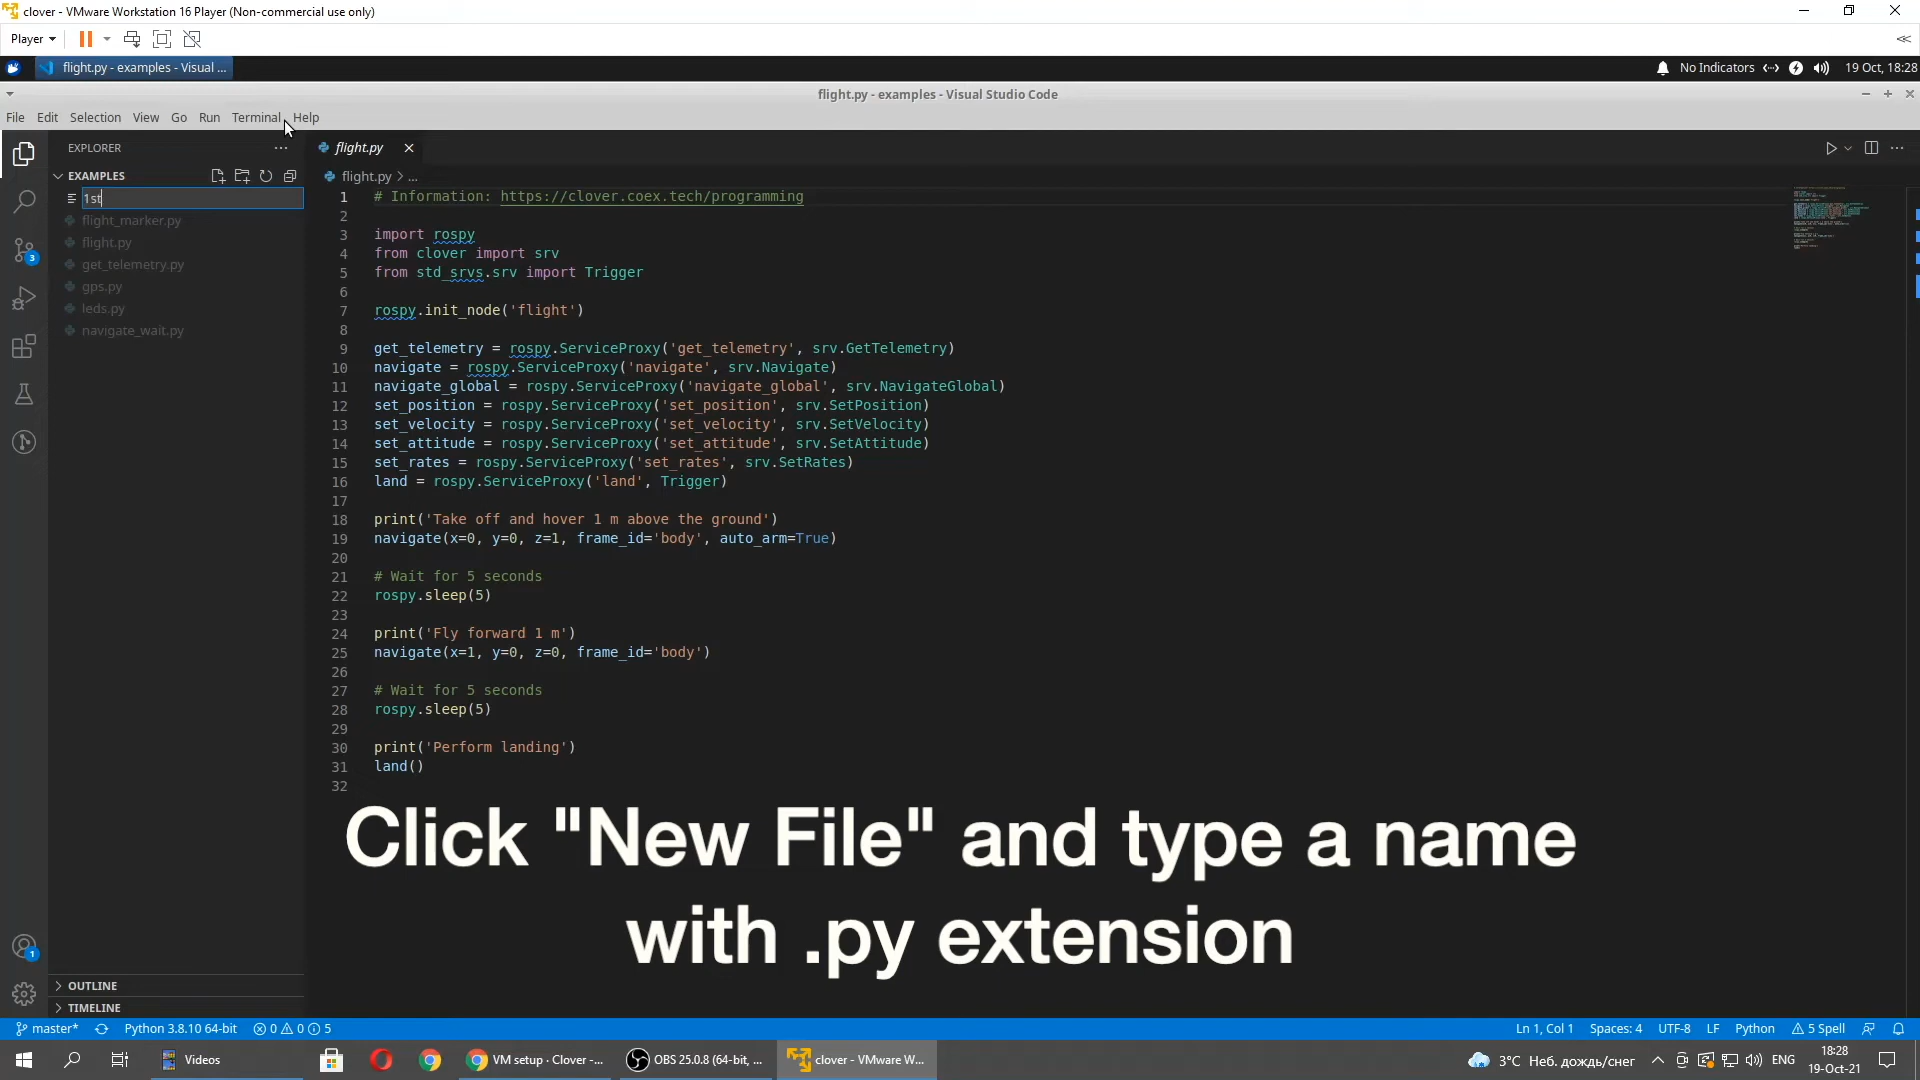 clover - VMware Workstation 16 Player (Non-commercial use only)
Player
flight.py - examples - Visual ...
No Indicators
19 Oct, 18:28
flight.py - examples - Visual Studio Code
File Edit Selection View Go Run Terminal Help
EXPLORER
flight.py
EXAMPLES
flight.py > ...
1st
flight_marker.py
flight.py
get_telemetry.py
gps.py
leds.py
navigate_wait.py
3
1 # Information: https://clover.coex.tech/programming
2
3 import rospy
4 from clover import srv
5 from std_srvs.srv import Trigger
6
7 rospy.init_node('flight')
8
9 get_telemetry = rospy.ServiceProxy('get_telemetry', srv.GetTelemetry)
10 navigate = rospy.ServiceProxy('navigate', srv.Navigate)
11 navigate_global = rospy.ServiceProxy('navigate_global', srv.NavigateGlobal)
12 set_position = rospy.ServiceProxy('set_position', srv.SetPosition)
13 set_velocity = rospy.ServiceProxy('set_velocity', srv.SetVelocity)
14 set_attitude = rospy.ServiceProxy('set_attitude', srv.SetAttitude)
15 set_rates = rospy.ServiceProxy('set_rates', srv.SetRates)
16 land = rospy.ServiceProxy('land', Trigger)
17
18 print('Take off and hover 1 m above the ground')
19 navigate(x=0, y=0, z=1, frame_id='body', auto_arm=True)
20
21 # Wait for 5 seconds
22 rospy.sleep(5)
23
24 print('Fly forward 1 m')
25 navigate(x=1, y=0, z=0, frame_id='body')
26
27 # Wait for 5 seconds
28 rospy.sleep(5)
29
30 print('Perform landing')
31 land()
32
Click "New File" and type a name
with .py extension
1
OUTLINE
TIMELINE
master* Python 3.8.10 64-bit 0 0 5
Ln 1, Col 1 Spaces: 4 UTF-8 LF Python 5 Spell
Videos
VM setup · Clover -...
OBS 25.0.8 (64-bit, ...
clover - VMware W...
3°C Неб. дождь/снег
ENG
18:28
19-Oct-21